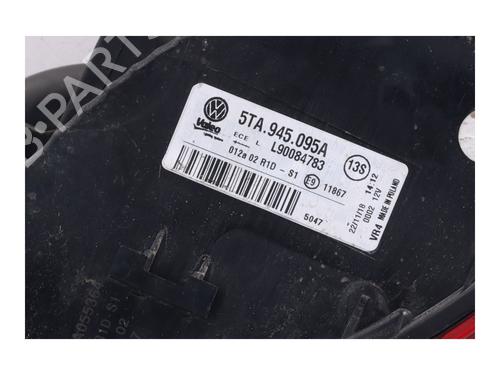 5TA.945.095A
Valeo
ECE L L90084783
012a 02 R1D - S1 E9 11867
5047
13S
22/11/18 14:12
0002 12V
VR4 MADE IN POLAND
B-PARTS